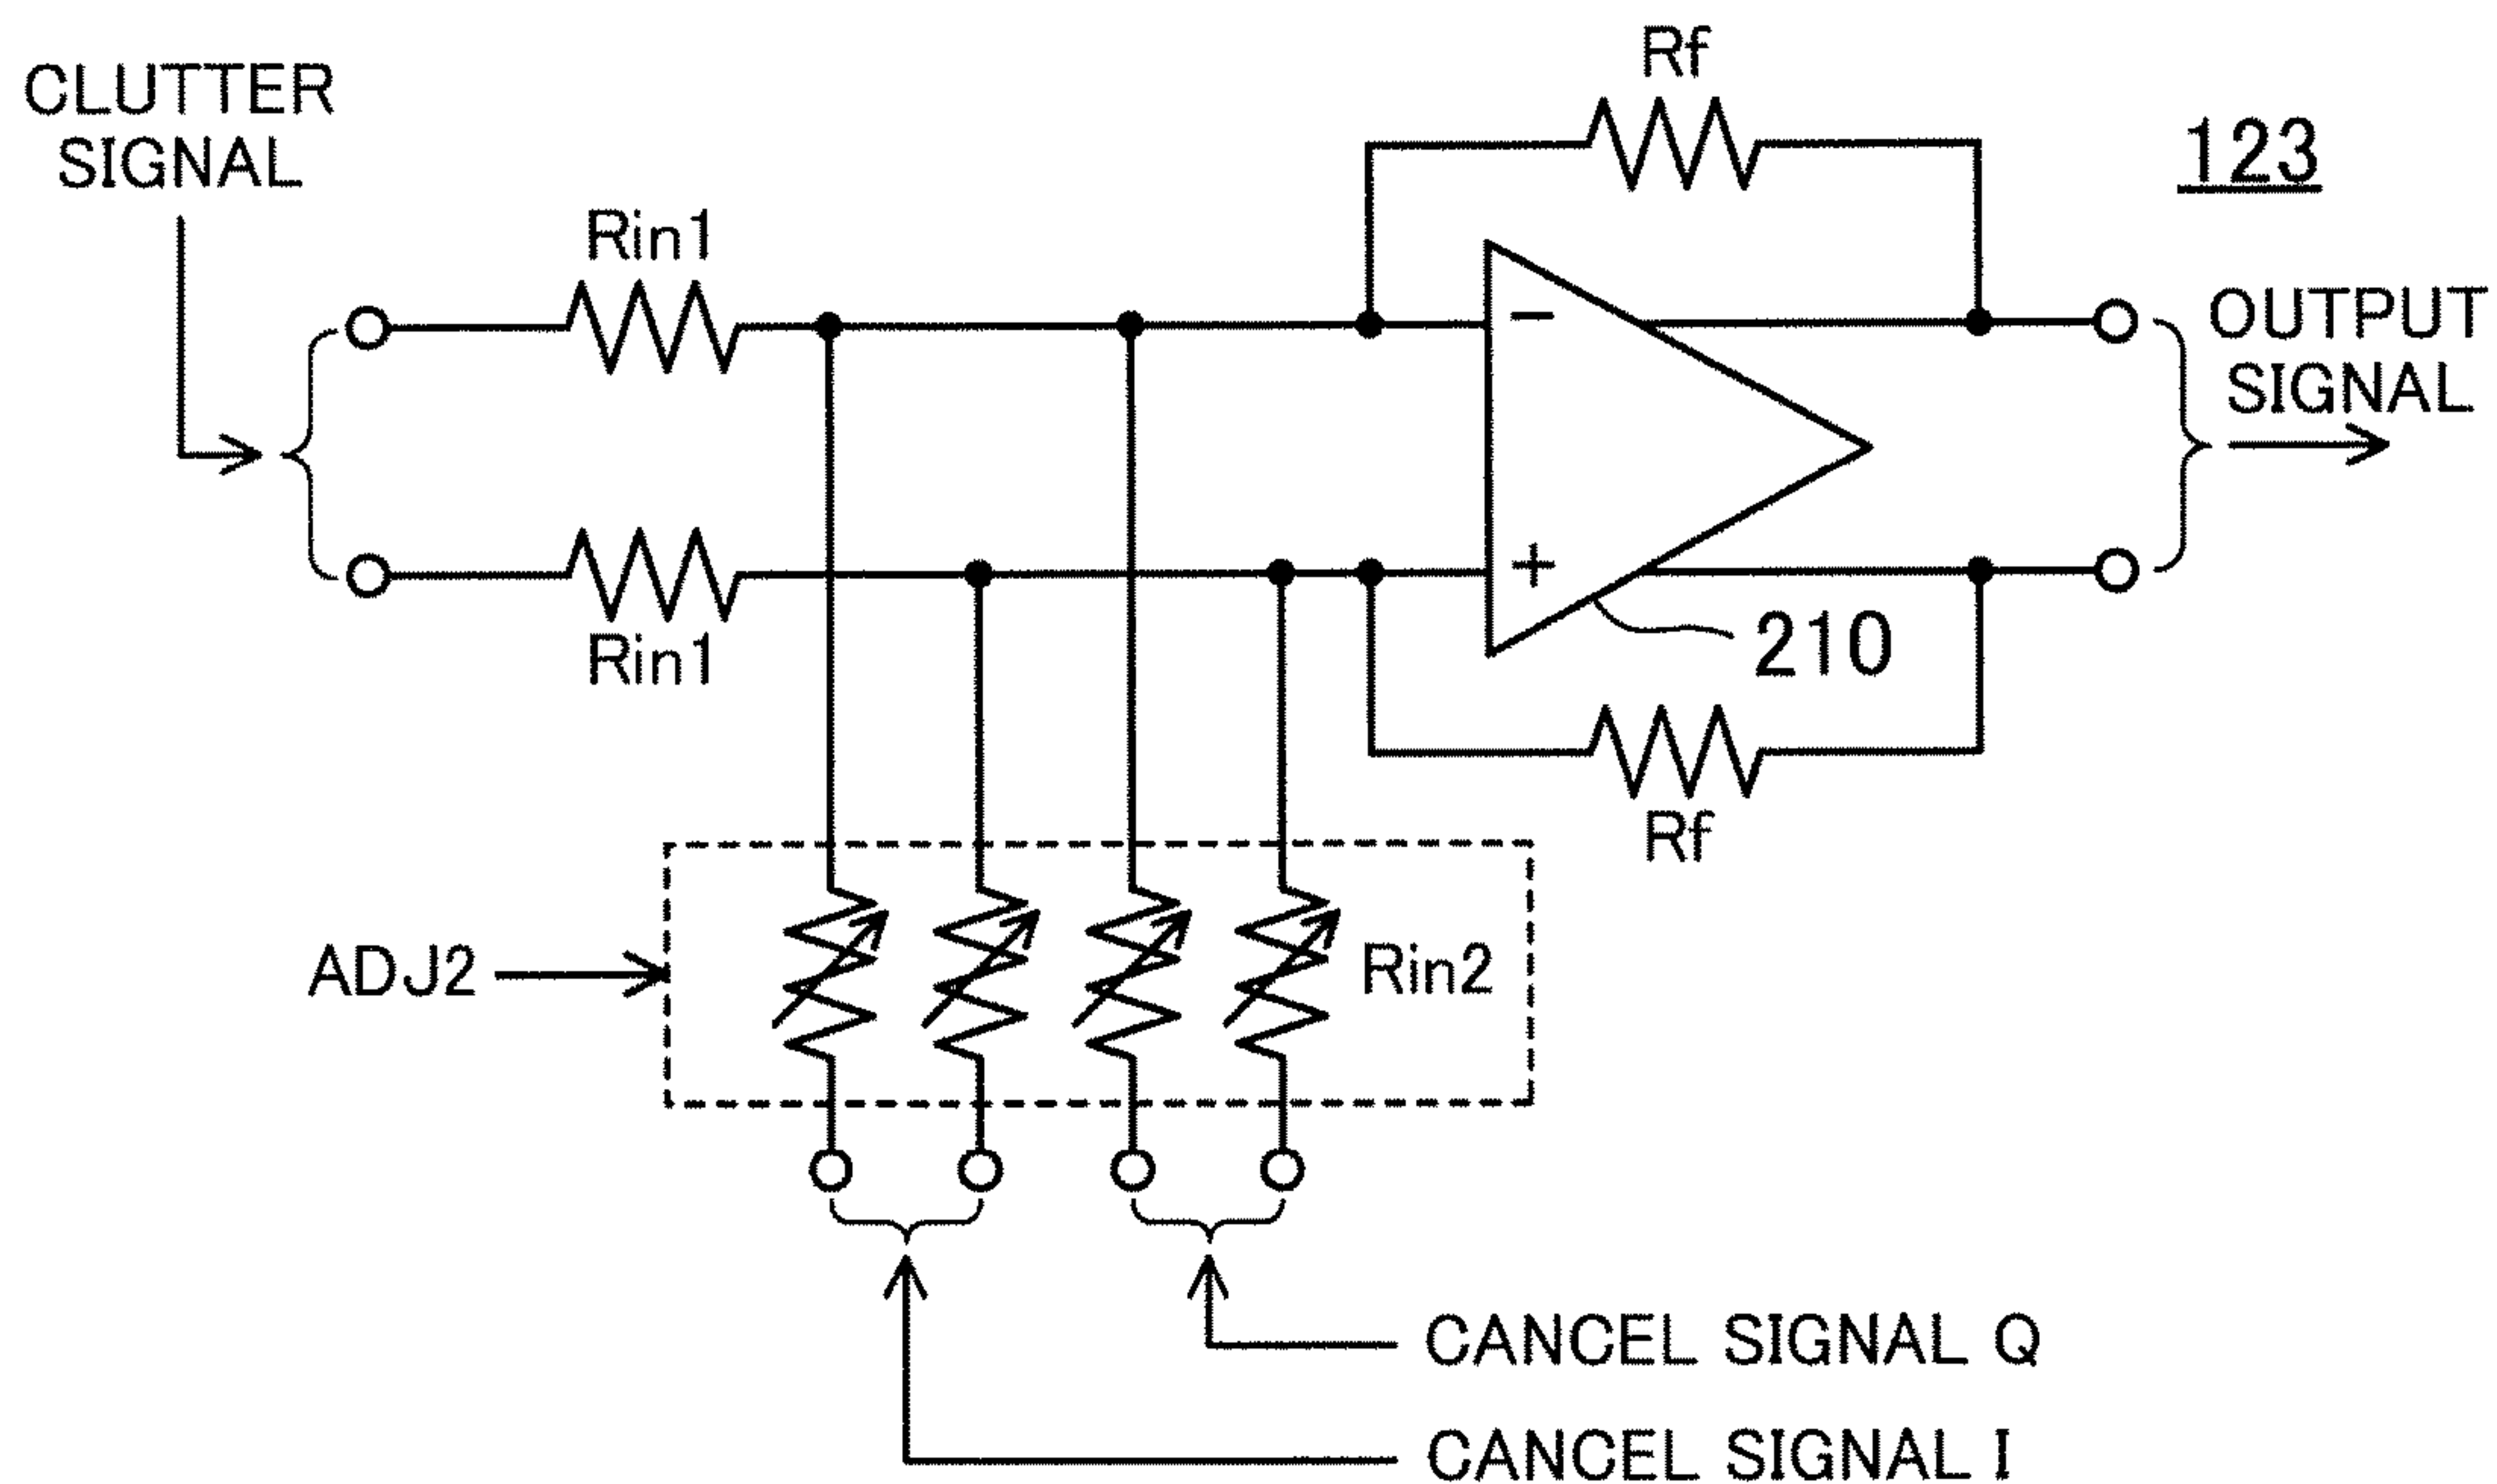 CLUTTER
SIGNAL
Rin1
Rf
123
−
OUTPUT
SIGNAL
+
Rin1
210
Rf
ADJ2
Rin2
CANCEL SIGNAL Q
CANCEL SIGNAL I